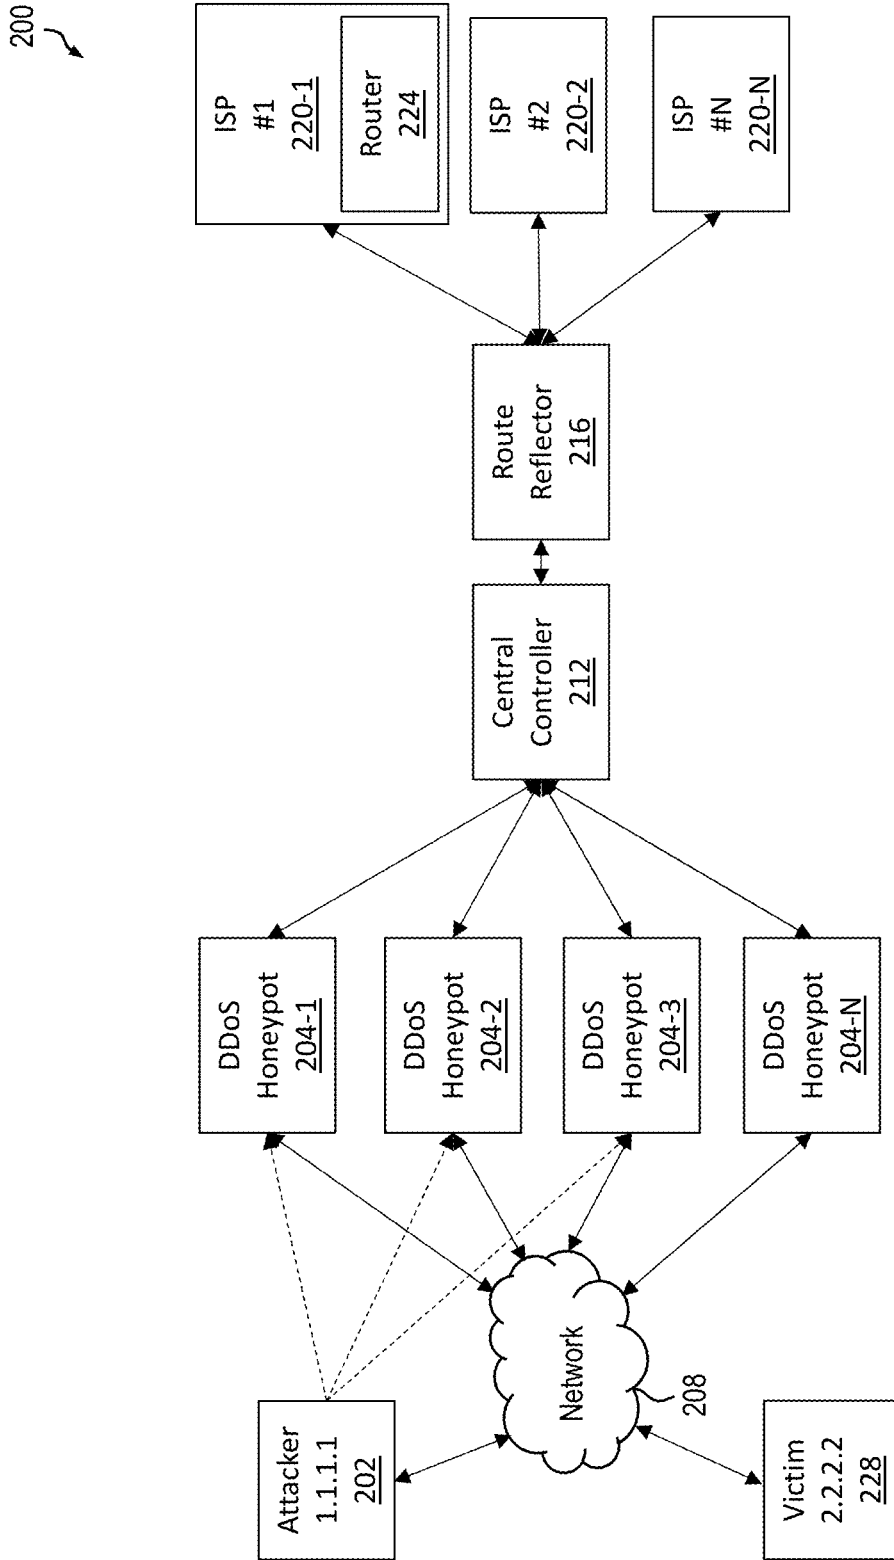 200
Attacker
1.1.1.1
202
Network
208
Victim
2.2.2.2
228
DDoS
Honeypot
204-1
DDoS
Honeypot
204-2
DDoS
Honeypot
204-3
DDoS
Honeypot
204-N
Central
Controller
212
Route
Reflector
216
ISP
#1
220-1
Router
224
ISP
#2
220-2
ISP
#N
220-N